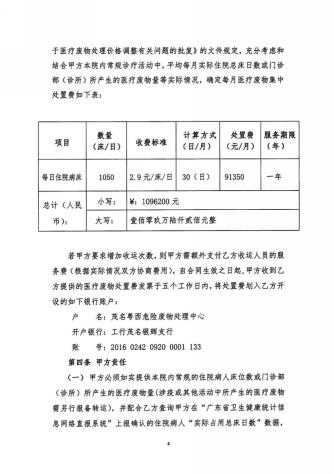 于医疗废物处理价格调整有关问题的批复》的文件规定，充分考虑和
结合甲方本院内常规诊疗活动中，平均每月实际住院总床日数或门诊
部（诊所）所产生的医疗废物量等实际情况，确定每月医疗废物集中
处置费如下表：
项目 数量（床/日） 收费标准 计算方式（日/月） 处置费（元/月） 服务期限（年）
每日住院病床 1050 2.9元/床/日 30（日） 91350 一年
总计（人民币）： 小写： ¥：1096200元
大写： 壹佰零玖万陆仟贰佰元整
若甲方要求增加收运次数，则甲方需额外支付乙方收运人员的服
务费（根据实际情况双方协商费用）。自合同生效之日起，甲方收到乙
方提供的医疗废物处置费发票于五个工作日内，将处置费划入乙方开
设的如下银行账户：
户 名：茂名粤西危险废物处理中心
开户银行：工行茂名银辉支行
账 号：2016 0242 0920 0001 133
第四条 甲方责任
（一） 甲方必须如实提供本院内常规的住院病人床位数或门诊部
（诊所）所产生的医疗废物量(涉疫或其他活动中所产生的医疗废物
需另行报备转运)，并配合乙方查询甲方在“广东省卫生健康统计信
息网络直报系统”上报确认的住院病人“实际占用总床日数”数据，
4